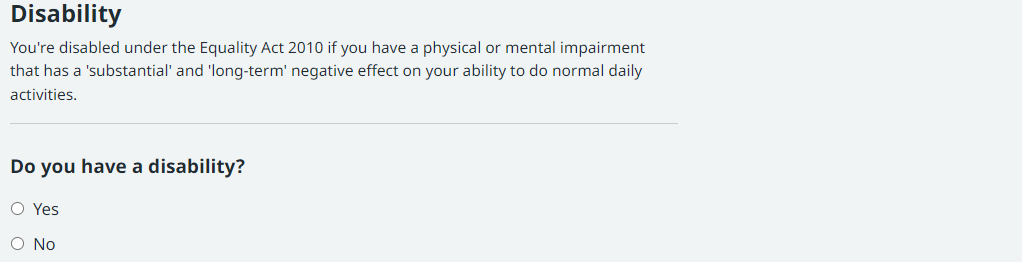 Disability
You're disabled under the Equality Act 2010 if you have a physical or mental impairment
that has a 'substantial' and 'long-term' negative effect on your ability to do normal daily
activities.
Do you have a disability?
Yes
No